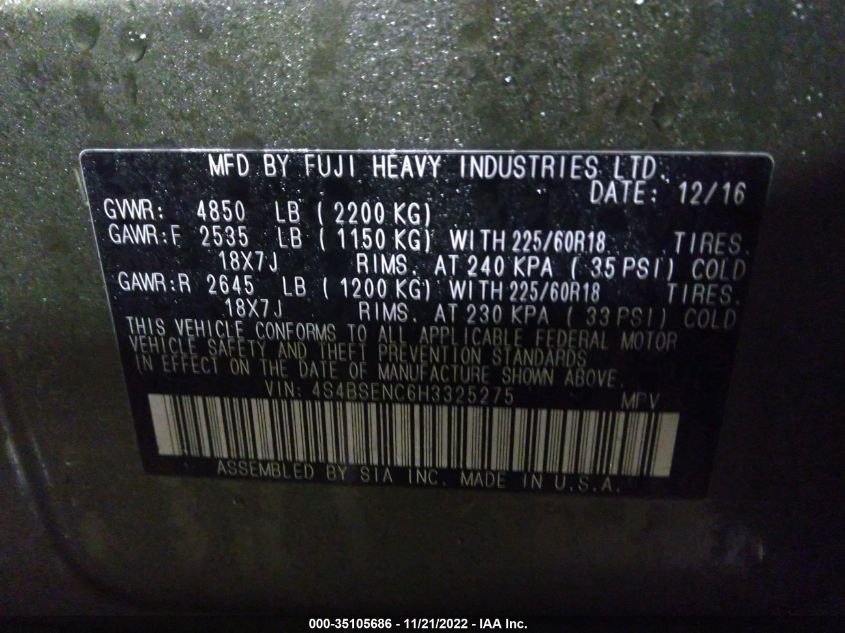 MFD BY FUJI HEAVY INDUSTRIES LTD.
DATE: 12/16
GVWR: 4850 LB ( 2200 KG)
GAWR:F 2535 LB ( 1150 KG) WITH 225/60R18 TIRES.
18X7J RIMS. AT 240 KPA ( 35 PSI) COLD
GAWR:R 2645 LB ( 1200 KG) WITH 225/60R18 TIRES.
18X7J RIMS. AT 230 KPA ( 33 PSI) COLD
THIS VEHICLE CONFORMS TO ALL APPLICABLE FEDERAL MOTOR
VEHICLE SAFETY AND THEFT PREVENTION STANDARDS
IN EFFECT ON THE DATE OF MANUFACTURE SHOWN ABOVE.
VIN: 4S4BSENC6H3325275 MPV
ASSEMBLED BY SIA INC. MADE IN U.S.A.
000-35105686 - 11/21/2022 - IAA Inc.